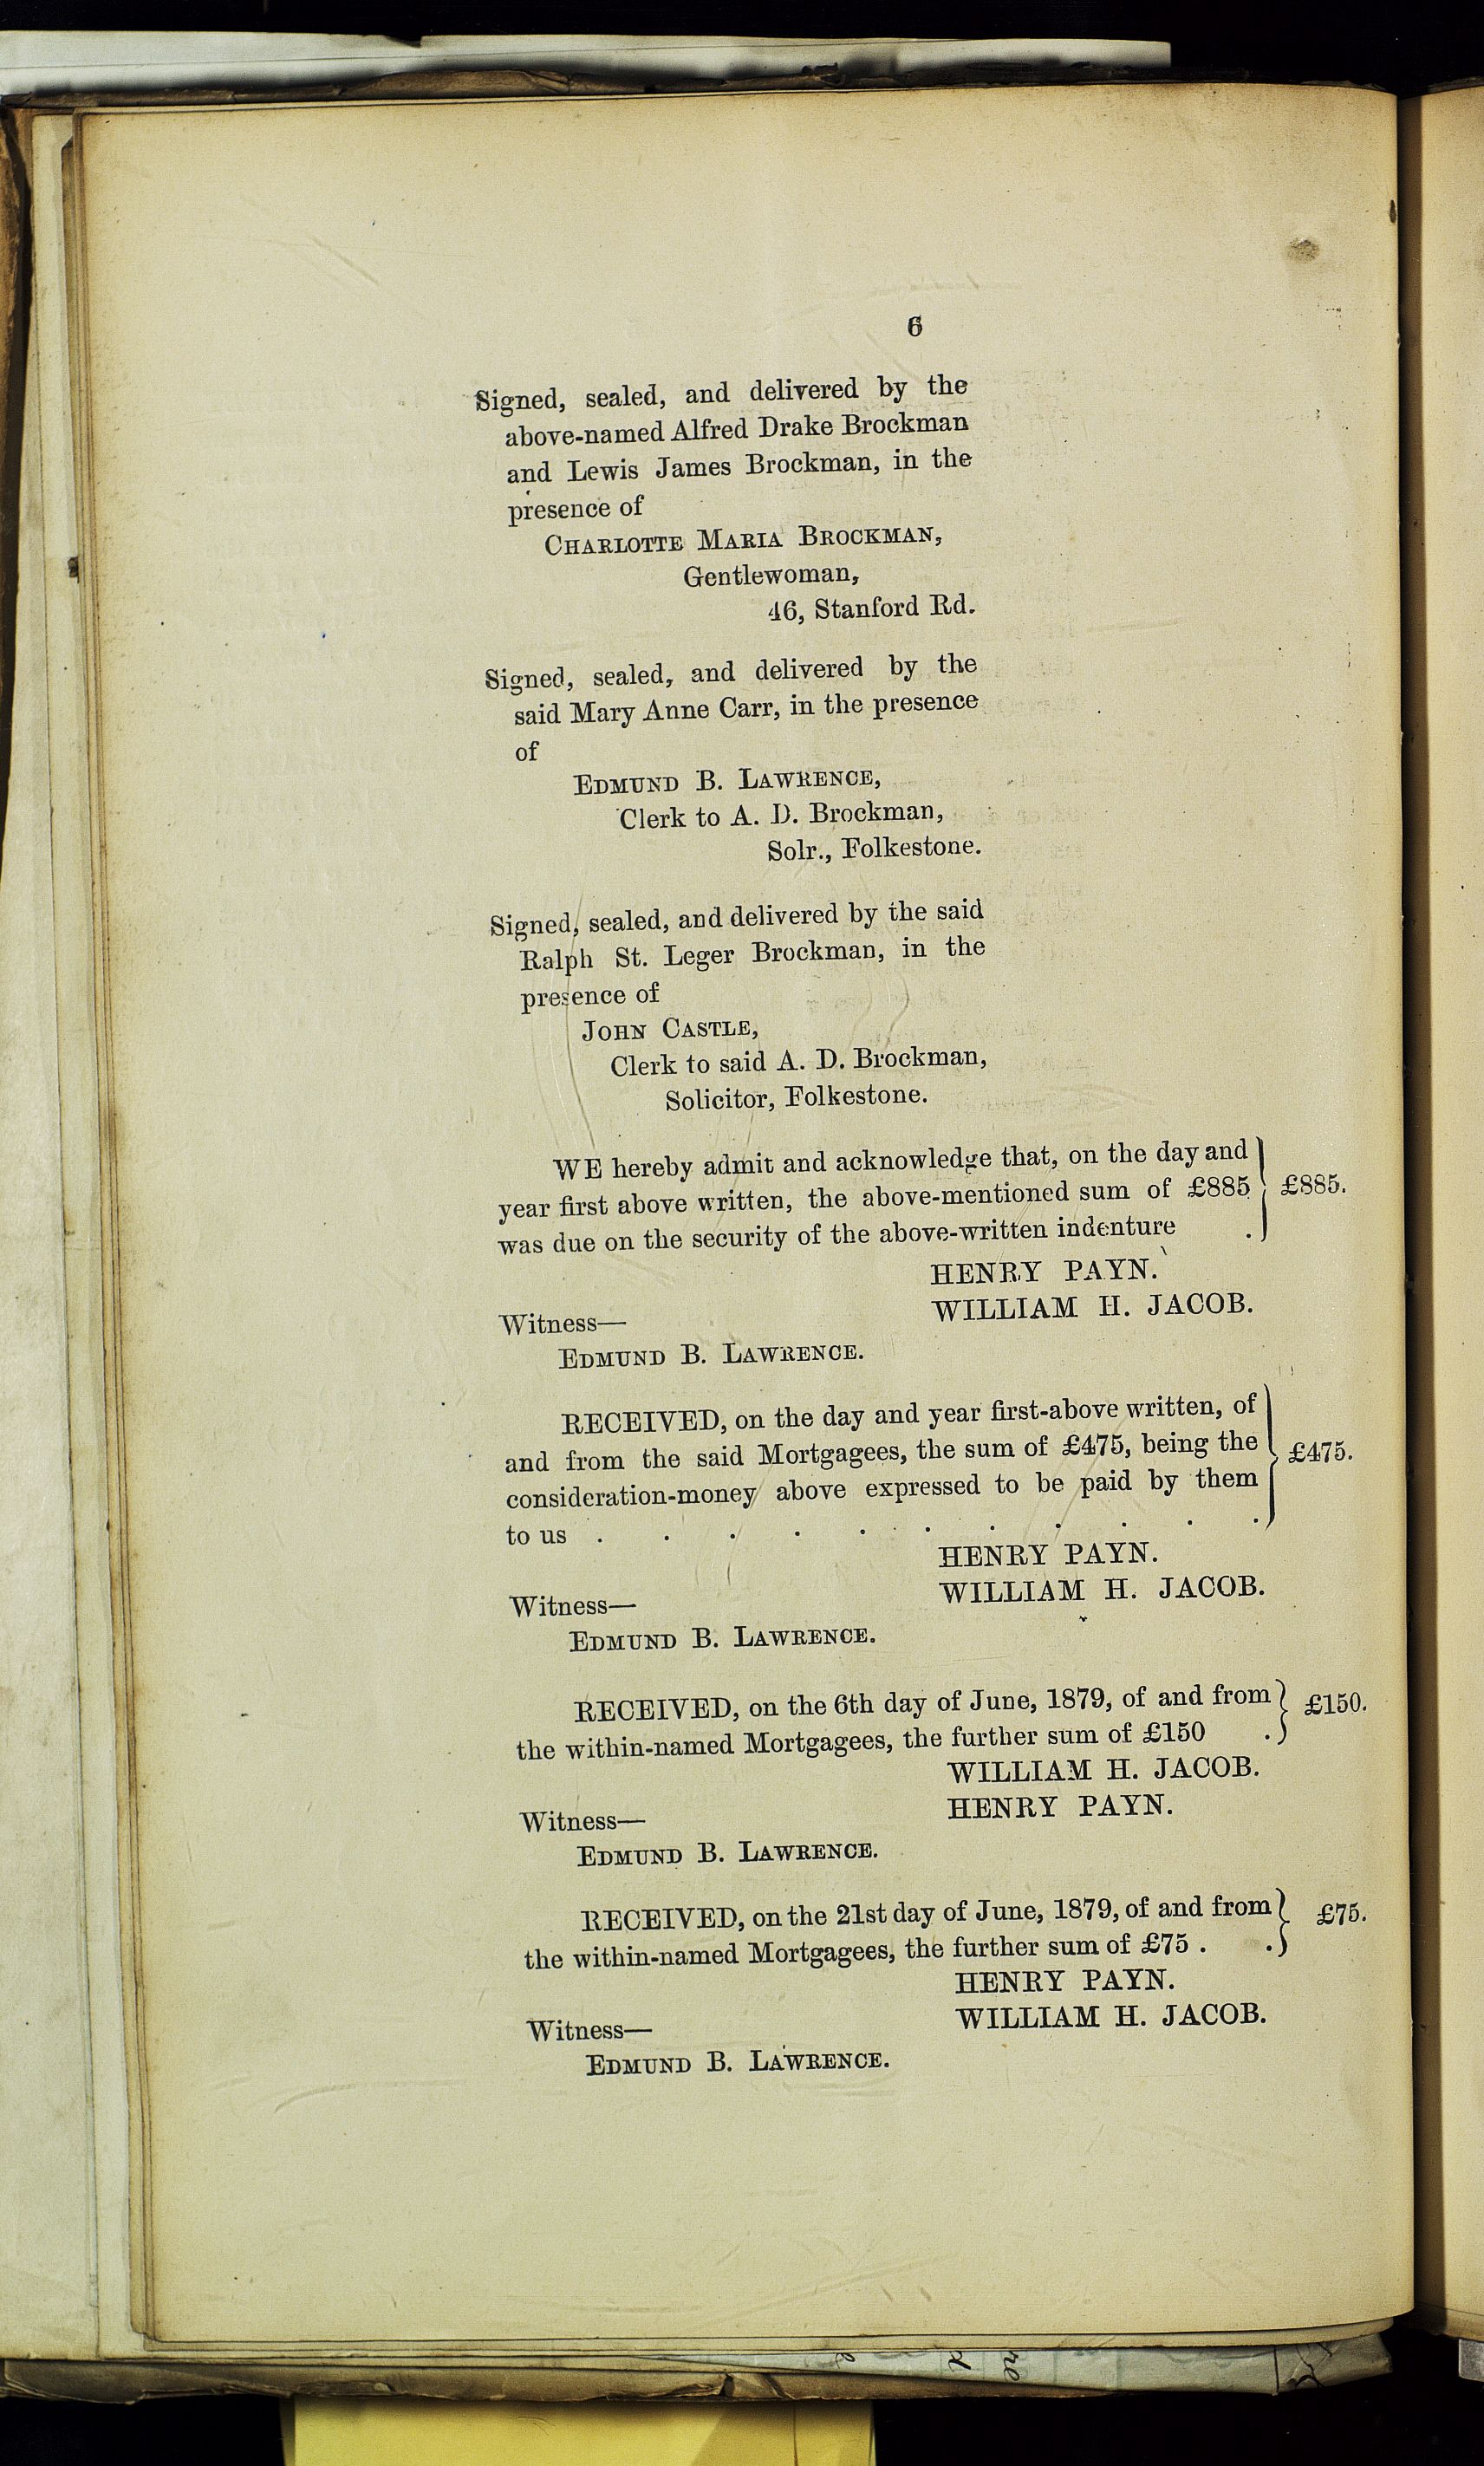 6
Signed, sealed, and delivered by the
above-named Alfred Drake Brockman
and Lewis James Brockman, in the
presence of
CHARLOTTE MARIA BROCKMAN,
Gentlewoman,
46, Stanford Rd.
Signed, sealed, and delivered by the
said Mary Anne Carr, in the presence
of
EDMUND B. LAWRENCE,
Clerk to A. D. Brockman,
Solr., Folkestone.
Signed, sealed, and delivered by the said
Ralph St. Leger Brockman, in the
presence of
JOHN CASTLE,
Clerk to said A. D. Brockman,
Solicitor, Folkestone.
WE hereby admit and acknowledge that, on the day and
year first above written, the above-mentioned sum of £885 £885.
was due on the security of the above-written indenture .
HENRY PAYN.
WILLIAM H. JACOB.
Witness—
EDMUND B. LAWRENCE.
RECEIVED, on the day and year first-above written, of
and from the said Mortgagees, the sum of £475, being the £475.
consideration-money above expressed to be paid by them
to us . . . . . . . . . . .
HENRY PAYN.
WILLIAM H. JACOB.
Witness—
EDMUND B. LAWRENCE.
RECEIVED, on the 6th day of June, 1879, of and from £150.
the within-named Mortgagees, the further sum of £150 .
WILLIAM H. JACOB.
HENRY PAYN.
Witness—
EDMUND B. LAWRENCE.
RECEIVED, on the 21st day of June, 1879, of and from £75.
the within-named Mortgagees, the further sum of £75 . .
HENRY PAYN.
WILLIAM H. JACOB.
Witness—
EDMUND B. LAWRENCE.